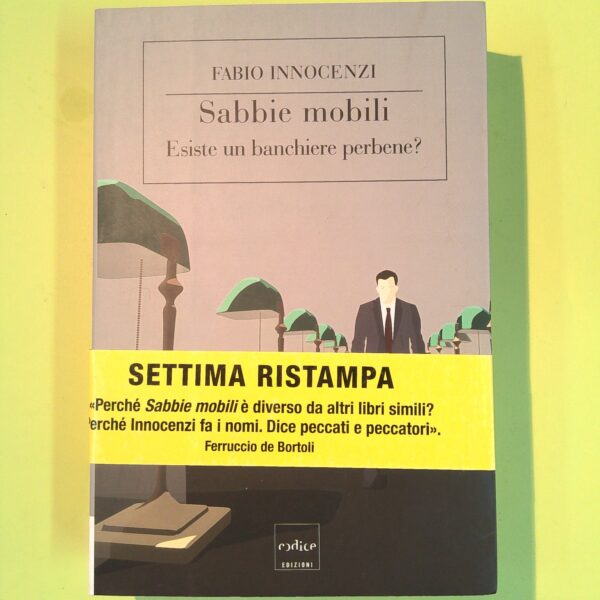 FABIO INNOCENZI
Sabbie mobili
Esiste un banchiere perbene?
SETTIMA RISTAMPA
«Perché Sabbie mobili è diverso da altri libri simili?
Perché Innocenzi fa i nomi. Dice peccati e peccatori».
Ferruccio de Bortoli
codice
EDIZIONI